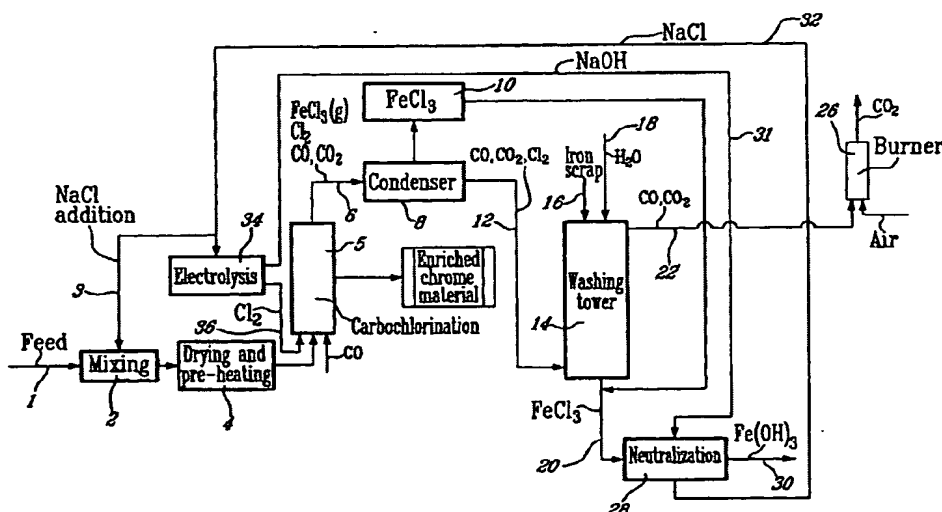 NaCl
32
NaOH
10
FeCl3
FeCl3(g)
Cl2
CO, CO2
6
Condenser
8
CO, CO2, Cl2
12
18
H2O
Iron
scrap
16
31
26
CO2
Burner
Air
CO, CO2
22
NaCl
addition
3
34
Electrolysis
Cl2
36
5
Carbochlorination
Enriched
chrome
material
CO
Washing
tower
14
Feed
1
Mixing
2
Drying and
pre-heating
4
FeCl3
20
Neutralization
28
Fe(OH)3
30